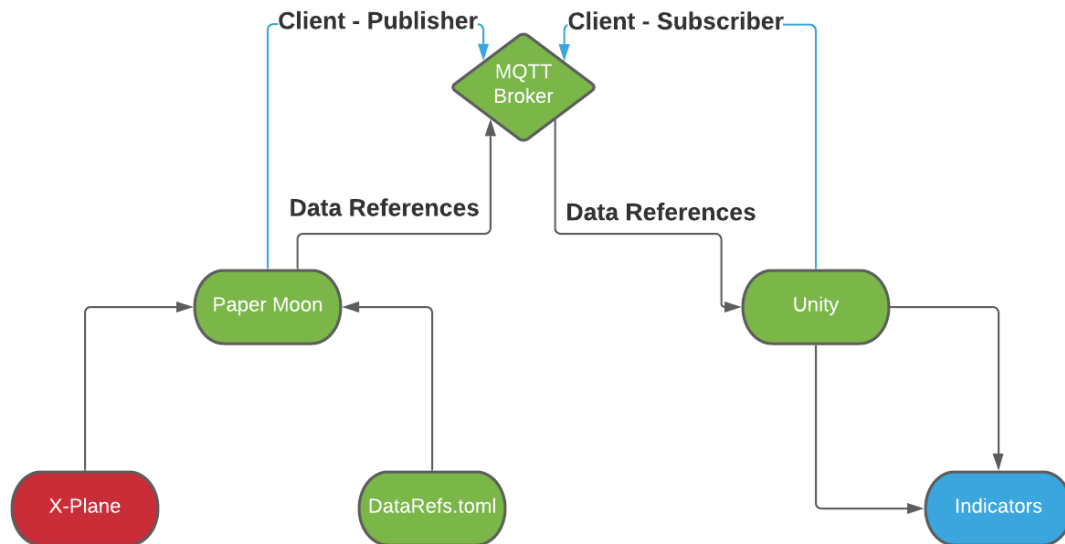 Client - Publisher
Client - Subscriber
MQTT
Broker
Data References
Data References
Paper Moon
Unity
X-Plane
DataRefs.toml
Indicators